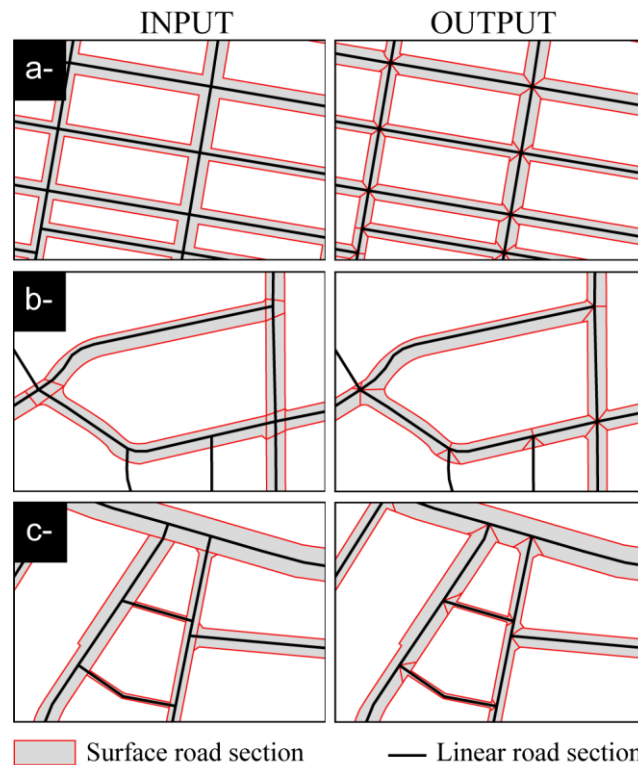 INPUT OUTPUT
a-
b-
c-
Surface road section Linear road section